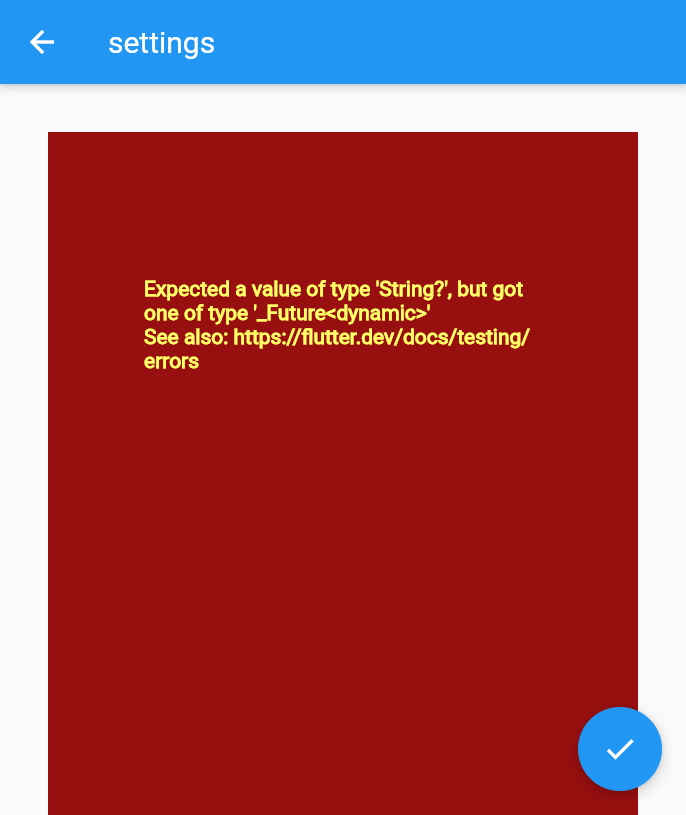 settings
Expected a value of type 'String?', but got
one of type '_Future<dynamic>'
See also: https://flutter.dev/docs/testing/
errors